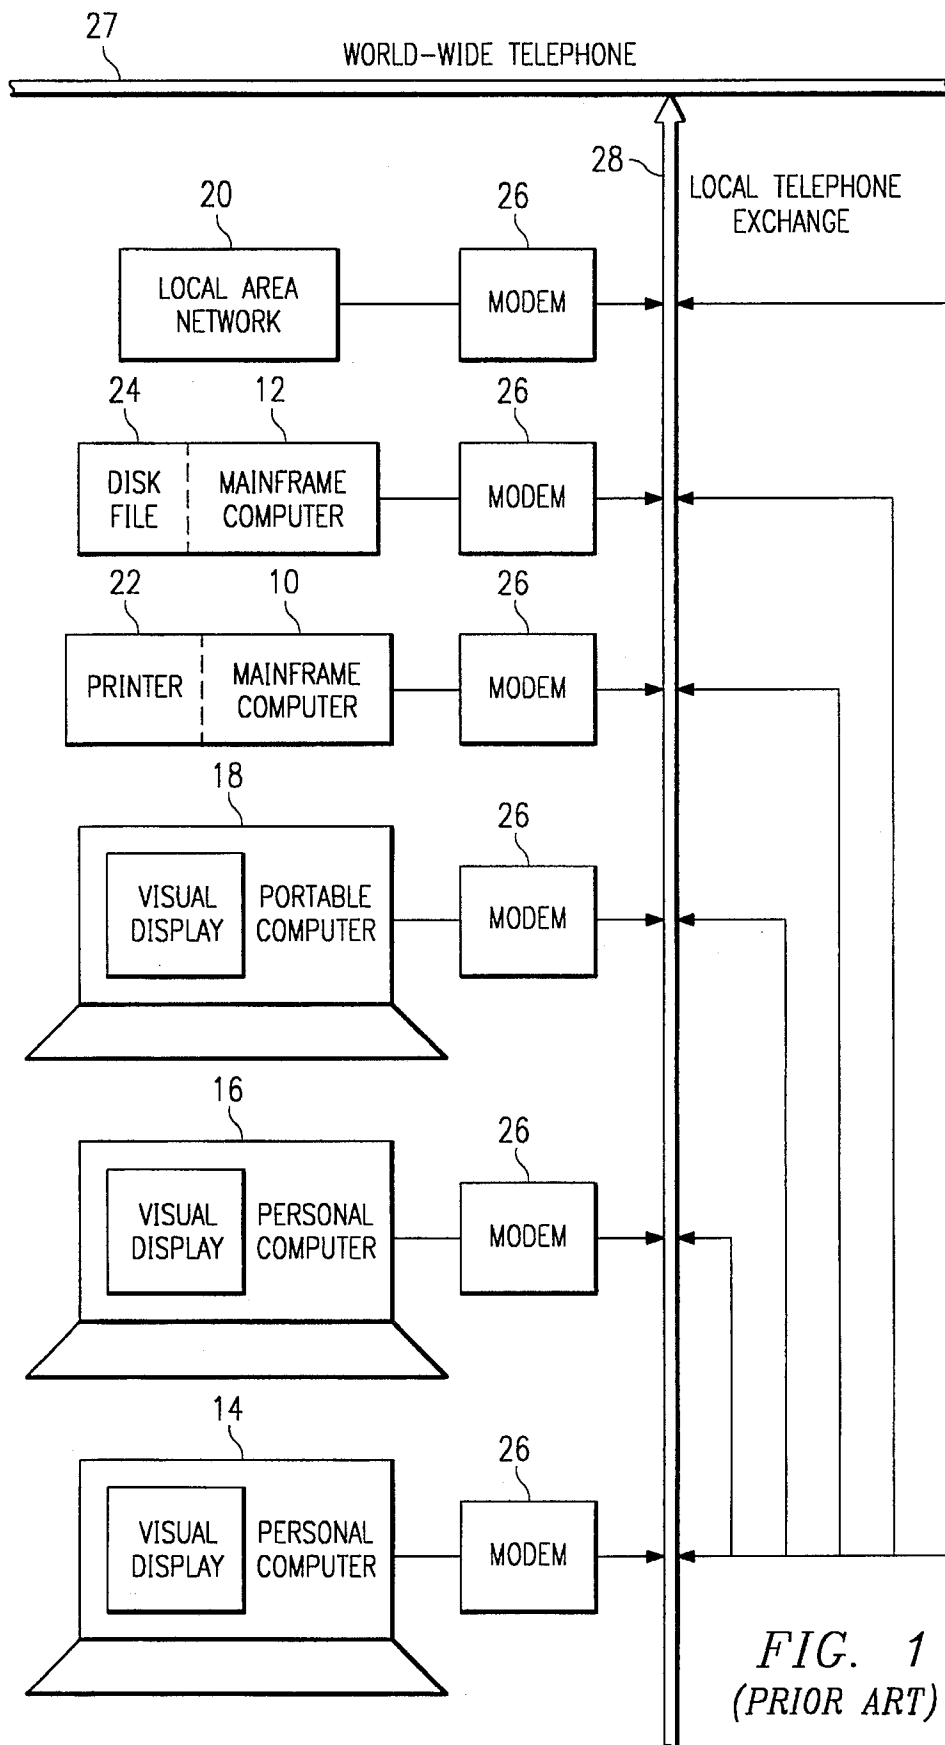 27
WORLD-WIDE TELEPHONE
28
LOCAL TELEPHONE
EXCHANGE
20
26
LOCAL AREA
NETWORK
MODEM
24
12
26
DISK
FILE
MAINFRAME
COMPUTER
MODEM
22
10
26
PRINTER
MAINFRAME
COMPUTER
MODEM
18
26
VISUAL
DISPLAY
PORTABLE
COMPUTER
MODEM
16
26
VISUAL
DISPLAY
PERSONAL
COMPUTER
MODEM
14
26
VISUAL
DISPLAY
PERSONAL
COMPUTER
MODEM
FIG. 1
(PRIOR ART)